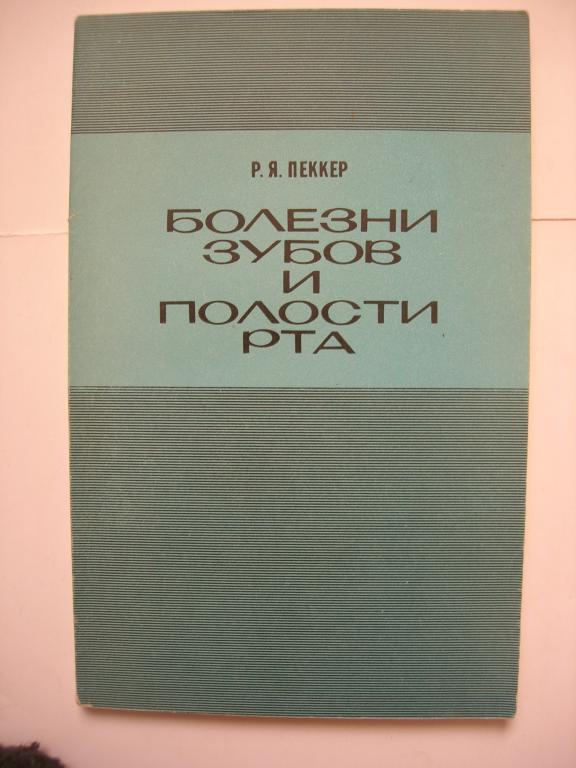 Р. Я. ПЕККЕР
БОЛЕЗНИ
ЗУБОВ
И
ПОЛОСТИ
РТА